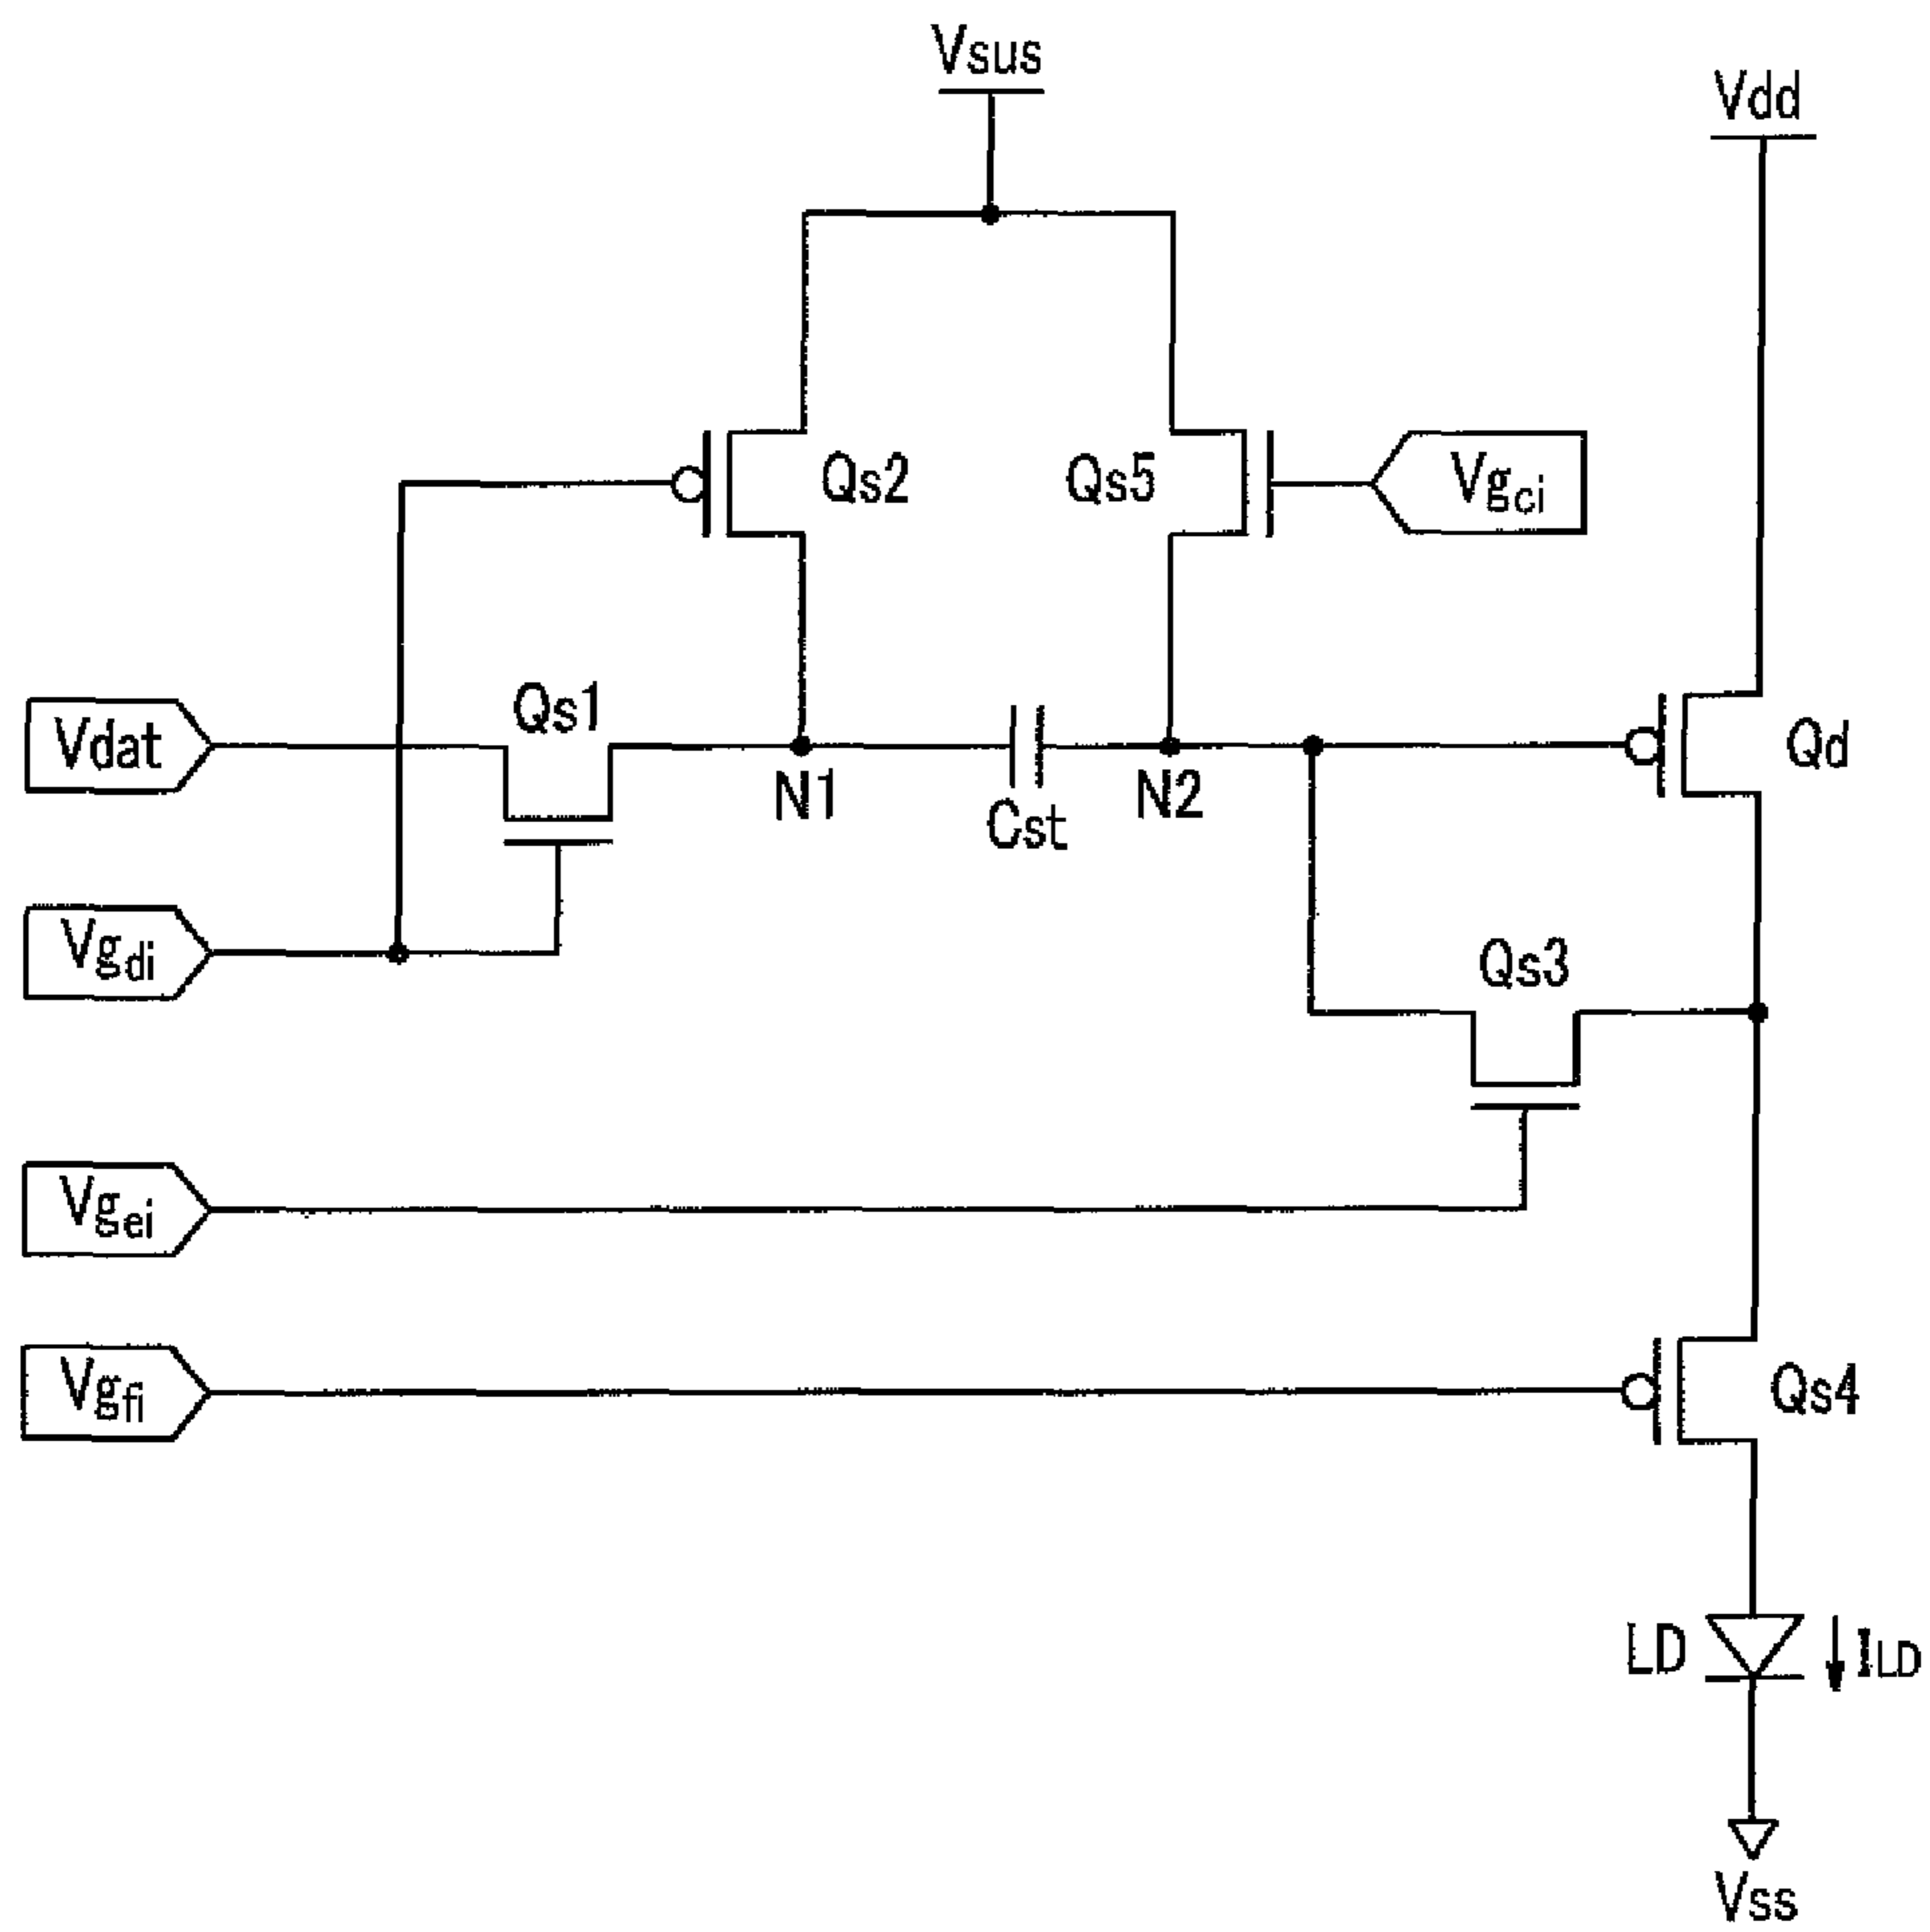 Vsus
Vdd
Qs2
Qs5
Vgci
Vdat
Qs1
N1
Cst
N2
Qd
Vgdi
Qs3
Vgei
Vgfi
Qs4
LD
ILD
Vss